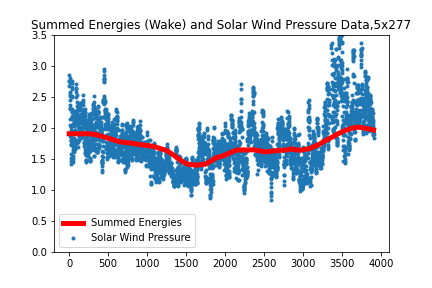 Summed Energies (Wake) and Solar Wind Pressure Data,5x277
3.5
3.0
2.5
2.0
1.5
1.0
0.5
0.0
Summed Energies
Solar Wind Pressure
0 500 1000 1500 2000 2500 3000 3500 4000